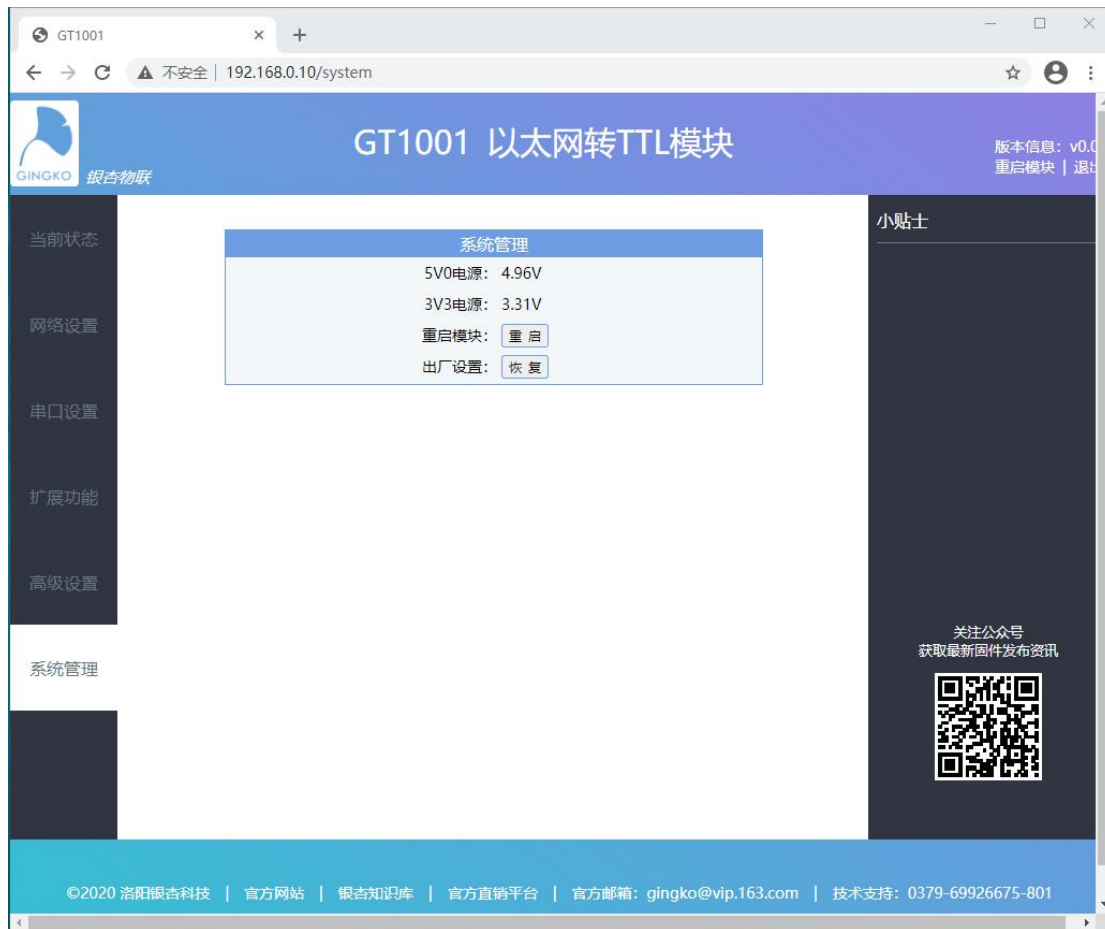 GT1001
不安全 | 192.168.0.10/system
GINGKO 银杏物联
GT1001 以太网转TTL模块
版本信息：v0.0
重启模块 | 退出
当前状态
网络设置
串口设置
扩展功能
高级设置
系统管理
系统管理
5V0电源： 4.96V
3V3电源： 3.31V
重启模块： 重 启
出厂设置： 恢 复
小贴士
关注公众号
获取最新固件发布资讯
©2020 洛阳银杏科技 | 官方网站 | 银杏知识库 | 官方直销平台 | 官方邮箱：gingko@vip.163.com | 技术支持：0379-69926675-801